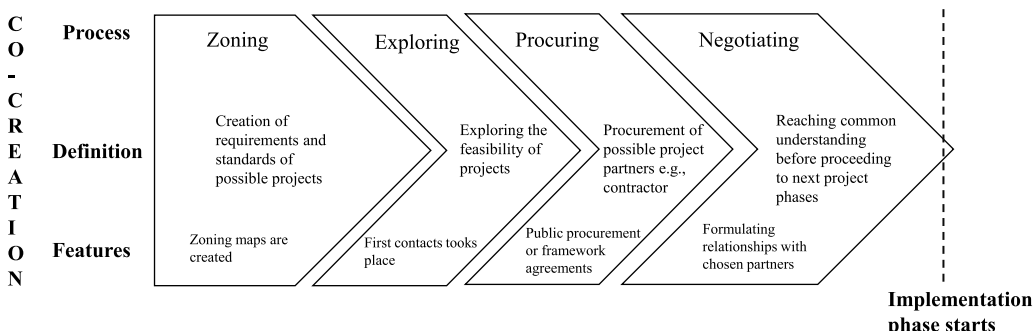 CO-CREATION
Process
Zoning
Exploring
Procuring
Negotiating
Definition
Creation of
requirements and
standards of
possible projects
Exploring the
feasibility of
projects
Procurement of
possible project
partners e.g.,
contractor
Reaching common
understanding
before proceeding
to next project
phases
Features
Zoning maps are
created
First contacts tooks
place
Public procurement
or framework
agreements
Formulating
relationships with
chosen partners
Implementation
phase starts